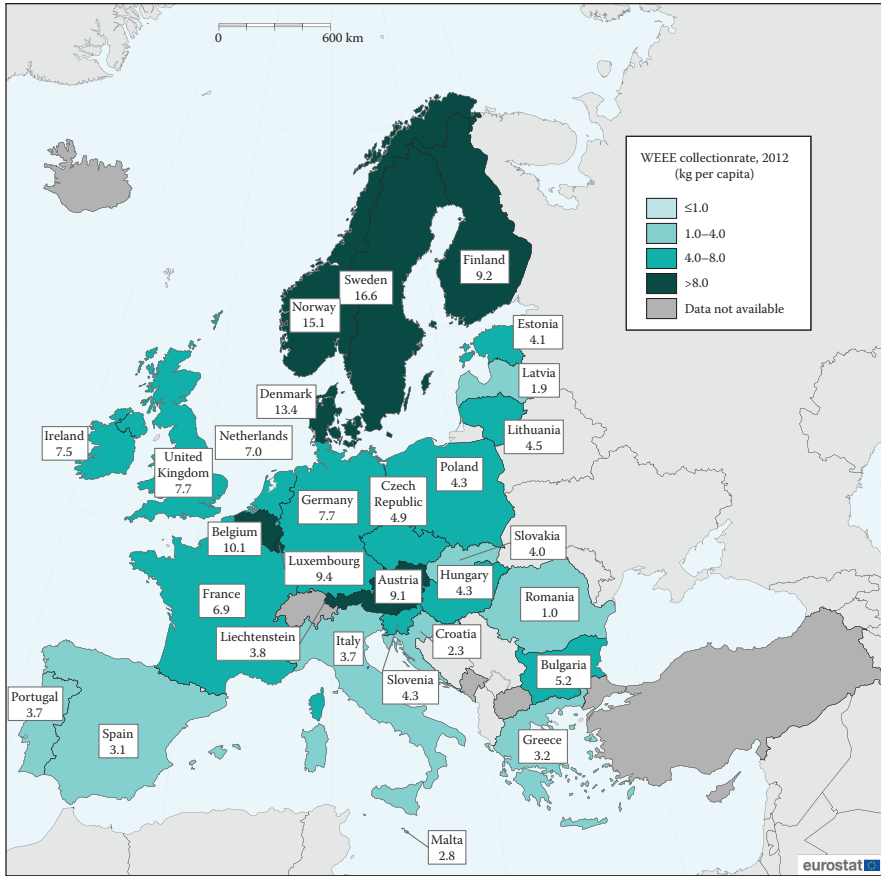 0 600 km
WEEE collectionrate, 2012
(kg per capita)
≤1.0
1.0–4.0
4.0–8.0
>8.0
Data not available
Finland
9.2
Sweden
16.6
Norway
15.1
Estonia
4.1
Latvia
1.9
Denmark
13.4
Lithuania
4.5
Ireland
7.5
Netherlands
7.0
United
Kingdom
7.7
Poland
4.3
Czech
Republic
4.9
Germany
7.7
Belgium
10.1
Slovakia
4.0
Luxembourg
9.4
Austria
9.1
Hungary
4.3
France
6.9
Romania
1.0
Liechtenstein
3.8
Italy
3.7
Croatia
2.3
Slovenia
4.3
Bulgaria
5.2
Portugal
3.7
Spain
3.1
Greece
3.2
Malta
2.8
eurostat